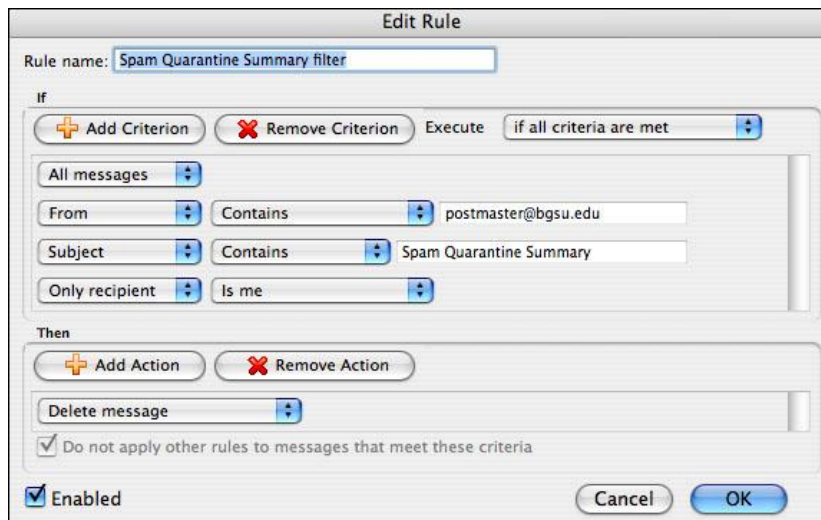 Edit Rule
Rule name: Spam Quarantine Summary filter
If
Add Criterion Remove Criterion Execute if all criteria are met
All messages
From Contains postmaster@bgsu.edu
Subject Contains Spam Quarantine Summary
Only recipient Is me
Then
Add Action Remove Action
Delete message
Do not apply other rules to messages that meet these criteria
Enabled Cancel OK